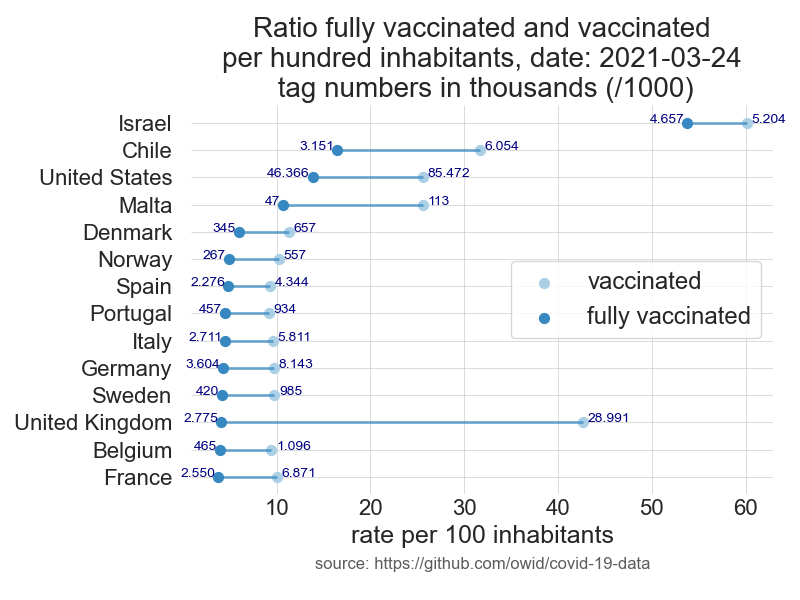 Ratio fully vaccinated and vaccinated
per hundred inhabitants, date: 2021-03-24
tag numbers in thousands (/1000)
Israel 4.657 5.204
Chile 3.151 6.054
United States 46.366 85.472
Malta 47 113
Denmark 345 657
Norway 267 557
Spain 2.276 4.344
vaccinated
Portugal 457 934
fully vaccinated
Italy 2.711 5.811
Germany 3.604 8.143
Sweden 420 985
United Kingdom 2.775 28.991
Belgium 465 1.096
France 2.550 6.871
10 20 30 40 50 60
rate per 100 inhabitants
source: https://github.com/owid/covid-19-data